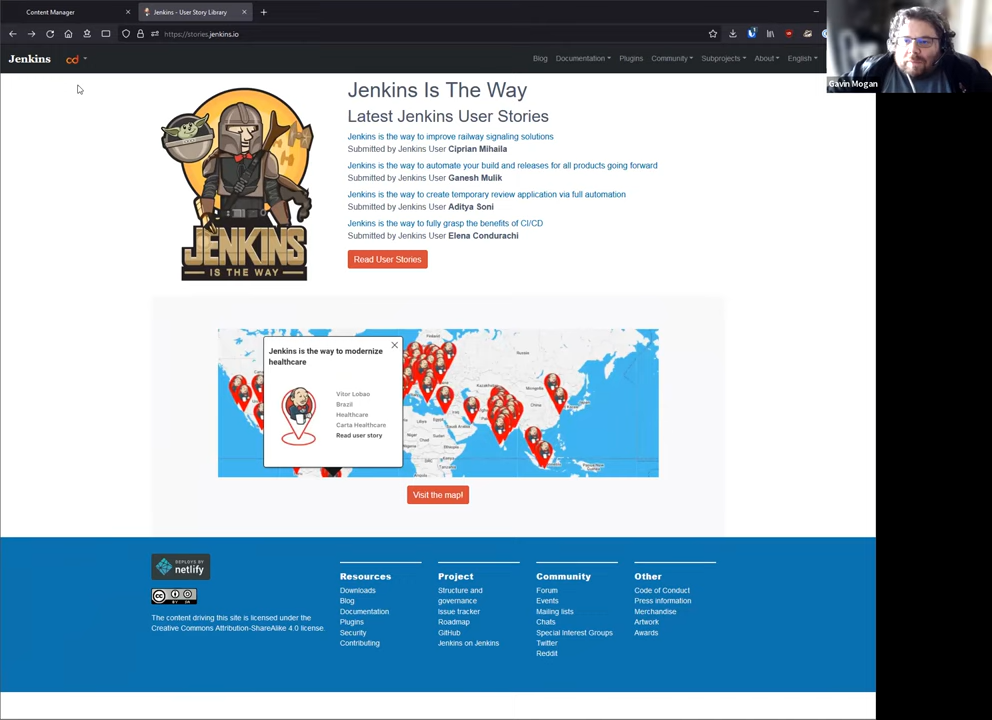 Content Manager
Jenkins - User Story Library
https://stories.jenkins.io
Jenkins
cd
Blog
Documentation
Plugins
Community
Subprojects
About
English
Gavin Mogan
JENKINS
IS THE WAY
Jenkins Is The Way
Latest Jenkins User Stories
Jenkins is the way to improve railway signaling solutions
Submitted by Jenkins User Ciprian Mihaila
Jenkins is the way to automate your build and releases for all products going forward
Submitted by Jenkins User Ganesh Mulik
Jenkins is the way to create temporary review application via full automation
Submitted by Jenkins User Aditya Soni
Jenkins is the way to fully grasp the benefits of CI/CD
Submitted by Jenkins User Elena Condurachi
Read User Stories
Jenkins is the way to modernize
healthcare
Vitor Lobao
Brazil
Healthcare
Carta Healthcare
Read user story
Russia
Kazakhstan
China
Visit the map!
DEPLOYS BY
netlify
The content driving this site is licensed under the
Creative Commons Attribution-ShareAlike 4.0 license.
Resources
Downloads
Blog
Documentation
Plugins
Security
Contributing
Project
Structure and
governance
Issue tracker
Roadmap
GitHub
Jenkins on Jenkins
Community
Forum
Events
Mailing lists
Chats
Special Interest Groups
Twitter
Reddit
Other
Code of Conduct
Press information
Merchandise
Artwork
Awards